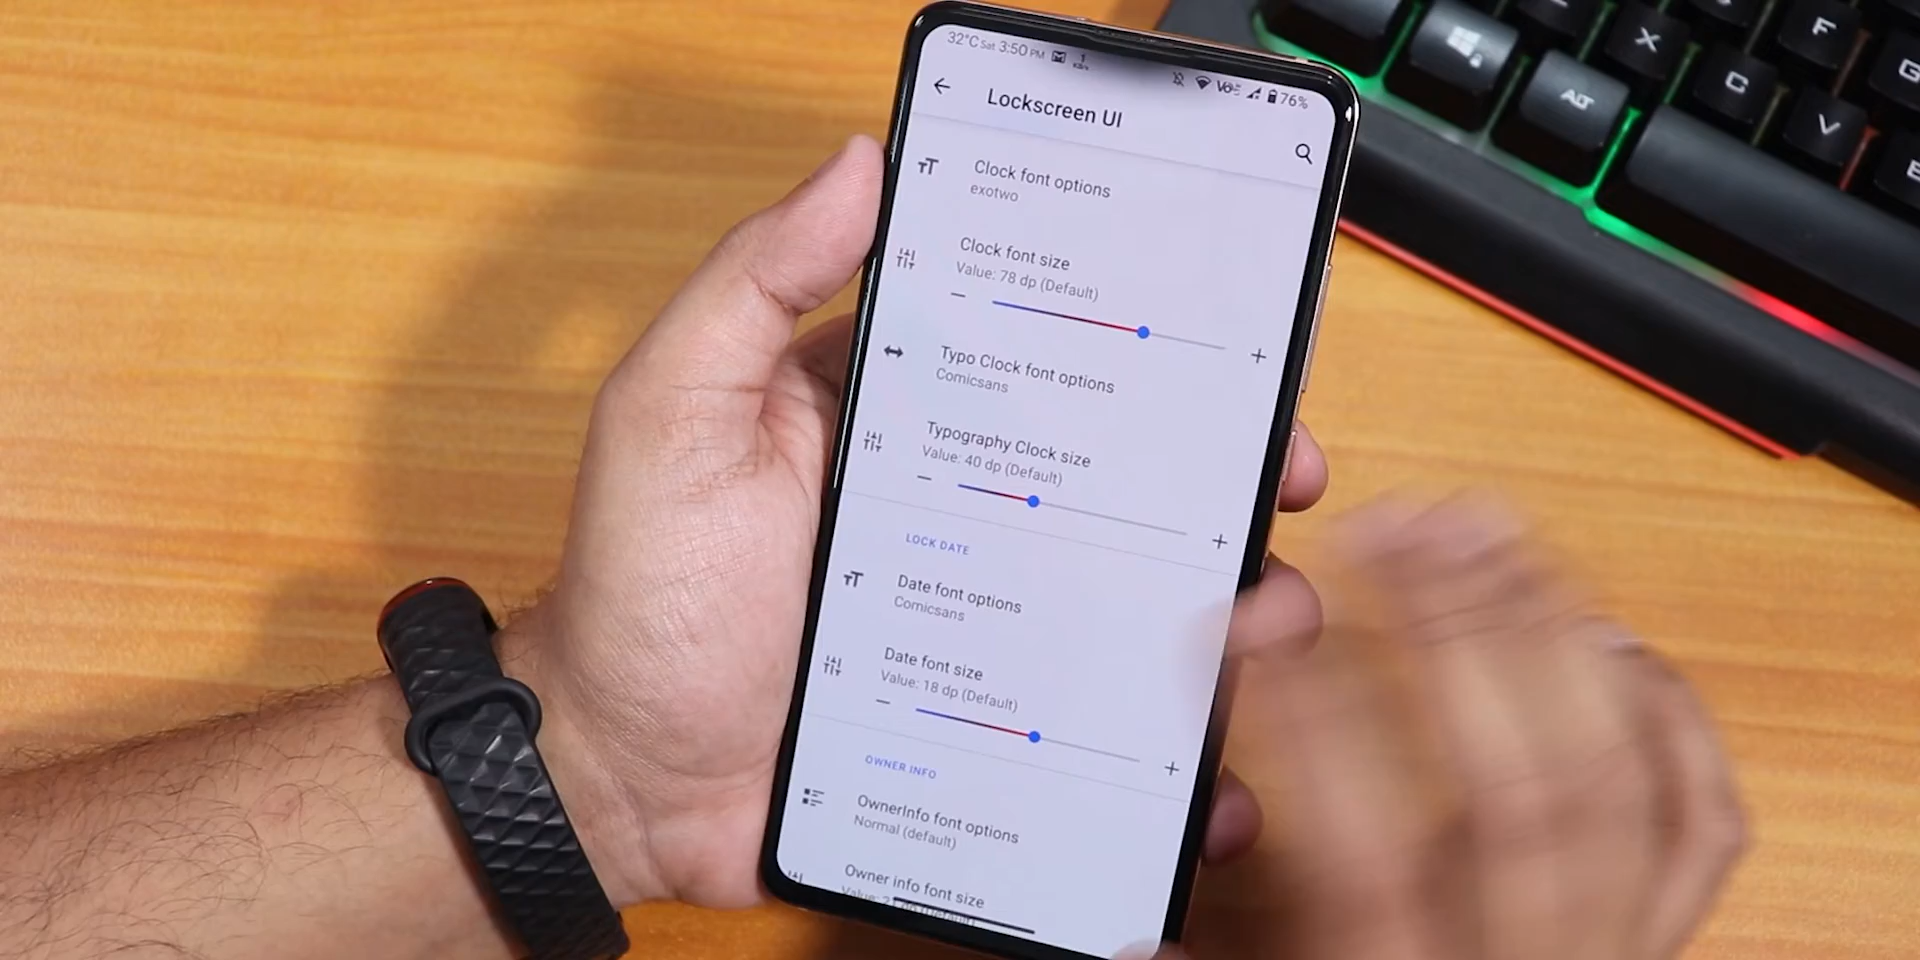 32°C Sat 3:50 PM 76%
Lockscreen UI
Clock font options
exotwo
Clock font size
Value: 78 dp (Default)
Typo Clock font options
Comicsans
Typography Clock size
Value: 40 dp (Default)
LOCK DATE
Date font options
Comicsans
Date font size
Value: 18 dp (Default)
OWNER INFO
OwnerInfo font options
Normal (default)
Owner info font size
ALT
X
C
V
F